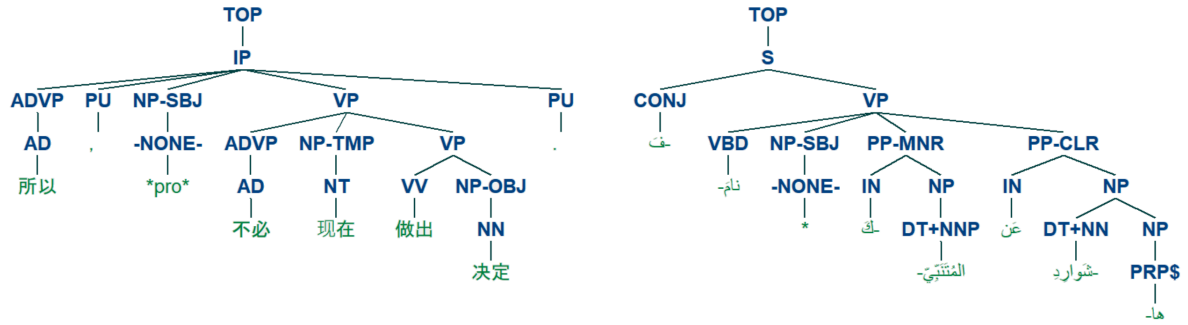 TOP TOP
IP S
ADVP PU NP-SBJ VP PU CONJ VP
AD , -NONE- ADVP NP-TMP VP . فَ- VBD NP-SBJ PP-MNR PP-CLR
所以 *pro* AD NT VV NP-OBJ نامَ- -NONE- IN NP IN NP
不必 现在 做出 NN * كَ- DT+NNP عَن DT+NN NP
决定 المُتَنَبِّيّ- شَوارِدِ- PRP$
ها-